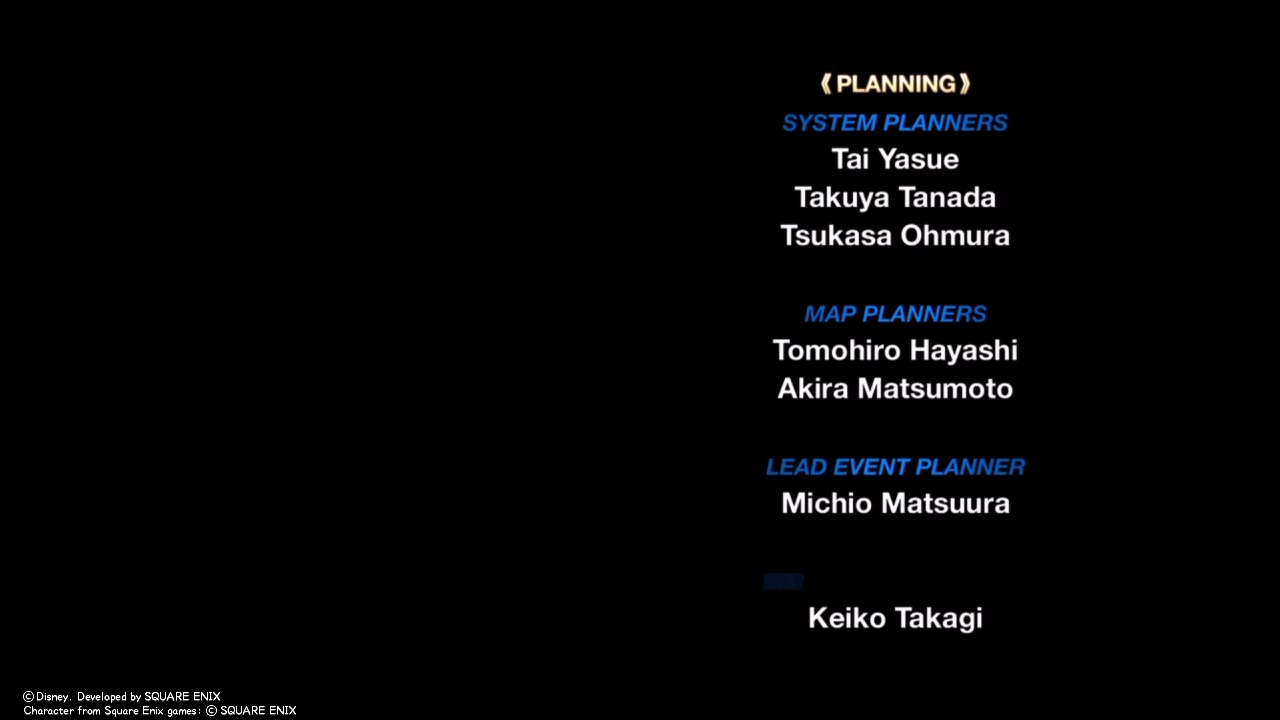 《PLANNING》
SYSTEM PLANNERS
Tai Yasue
Takuya Tanada
Tsukasa Ohmura
MAP PLANNERS
Tomohiro Hayashi
Akira Matsumoto
LEAD EVENT PLANNER
Michio Matsuura
Keiko Takagi
©Disney. Developed by SQUARE ENIX
Character from Square Enix games: © SQUARE ENIX